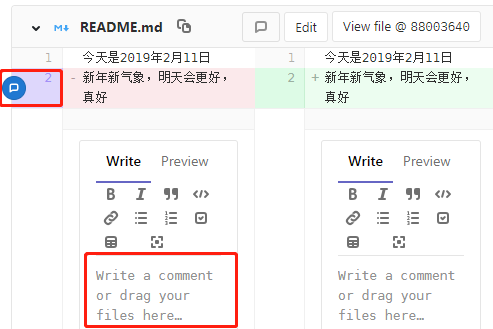 README.md Edit View file @ 88003640
1 今天是2019年2月11日 1 今天是2019年2月11日
2 - 新年新气象，明天会更好， 2 + 新年新气象，明天会更好，
真好 真好
Write Preview Write Preview
Write a comment Write a comment
or drag your or drag your
files here… files here…